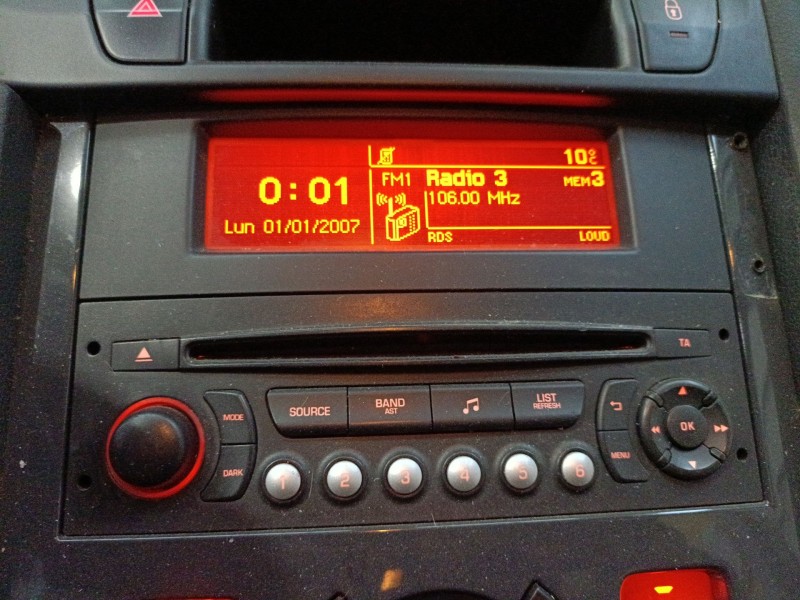 10°C
0:01
FM1 Radio 3 MEM3
106.00 MHz
Lun 01/01/2007
RDS LOUD
TA
MODE
SOURCE
BAND
AST
LIST
REFRESH
OK
DARK
MENU
1 2 3 4 5 6